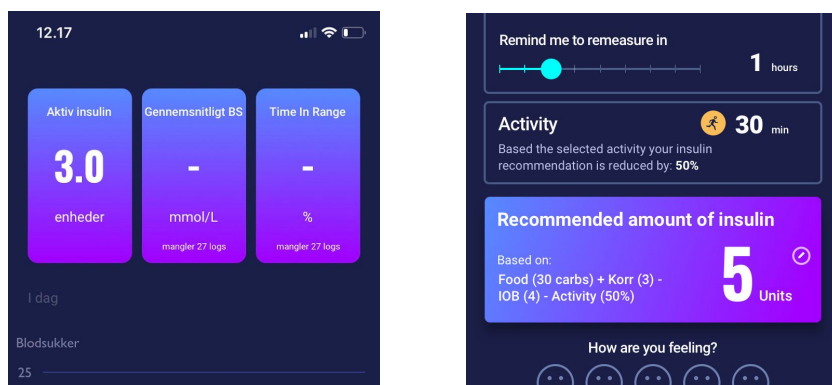 12.17
Aktiv insulin
3.0
enheder
Gennemsnitligt BS
-
mmol/L
mangler 27 logs
Time In Range
-
%
mangler 27 logs
I dag
Blodsukker
25
Remind me to remeasure in
1 hours
Activity
30 min
Based the selected activity your insulin
recommendation is reduced by: 50%
Recommended amount of insulin
Based on:
Food (30 carbs) + Korr (3) -
IOB (4) - Activity (50%)
5 Units
How are you feeling?